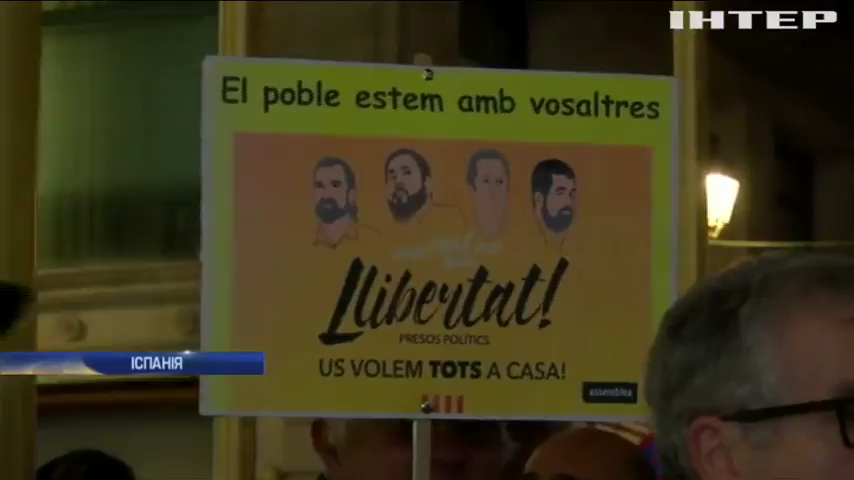 ІНТЕР
El poble estem amb vosaltres
Llibertat!
PRESOS POLÍTICS
US VOLEM TOTS A CASA!
assemblea
ІСПАНІЯ